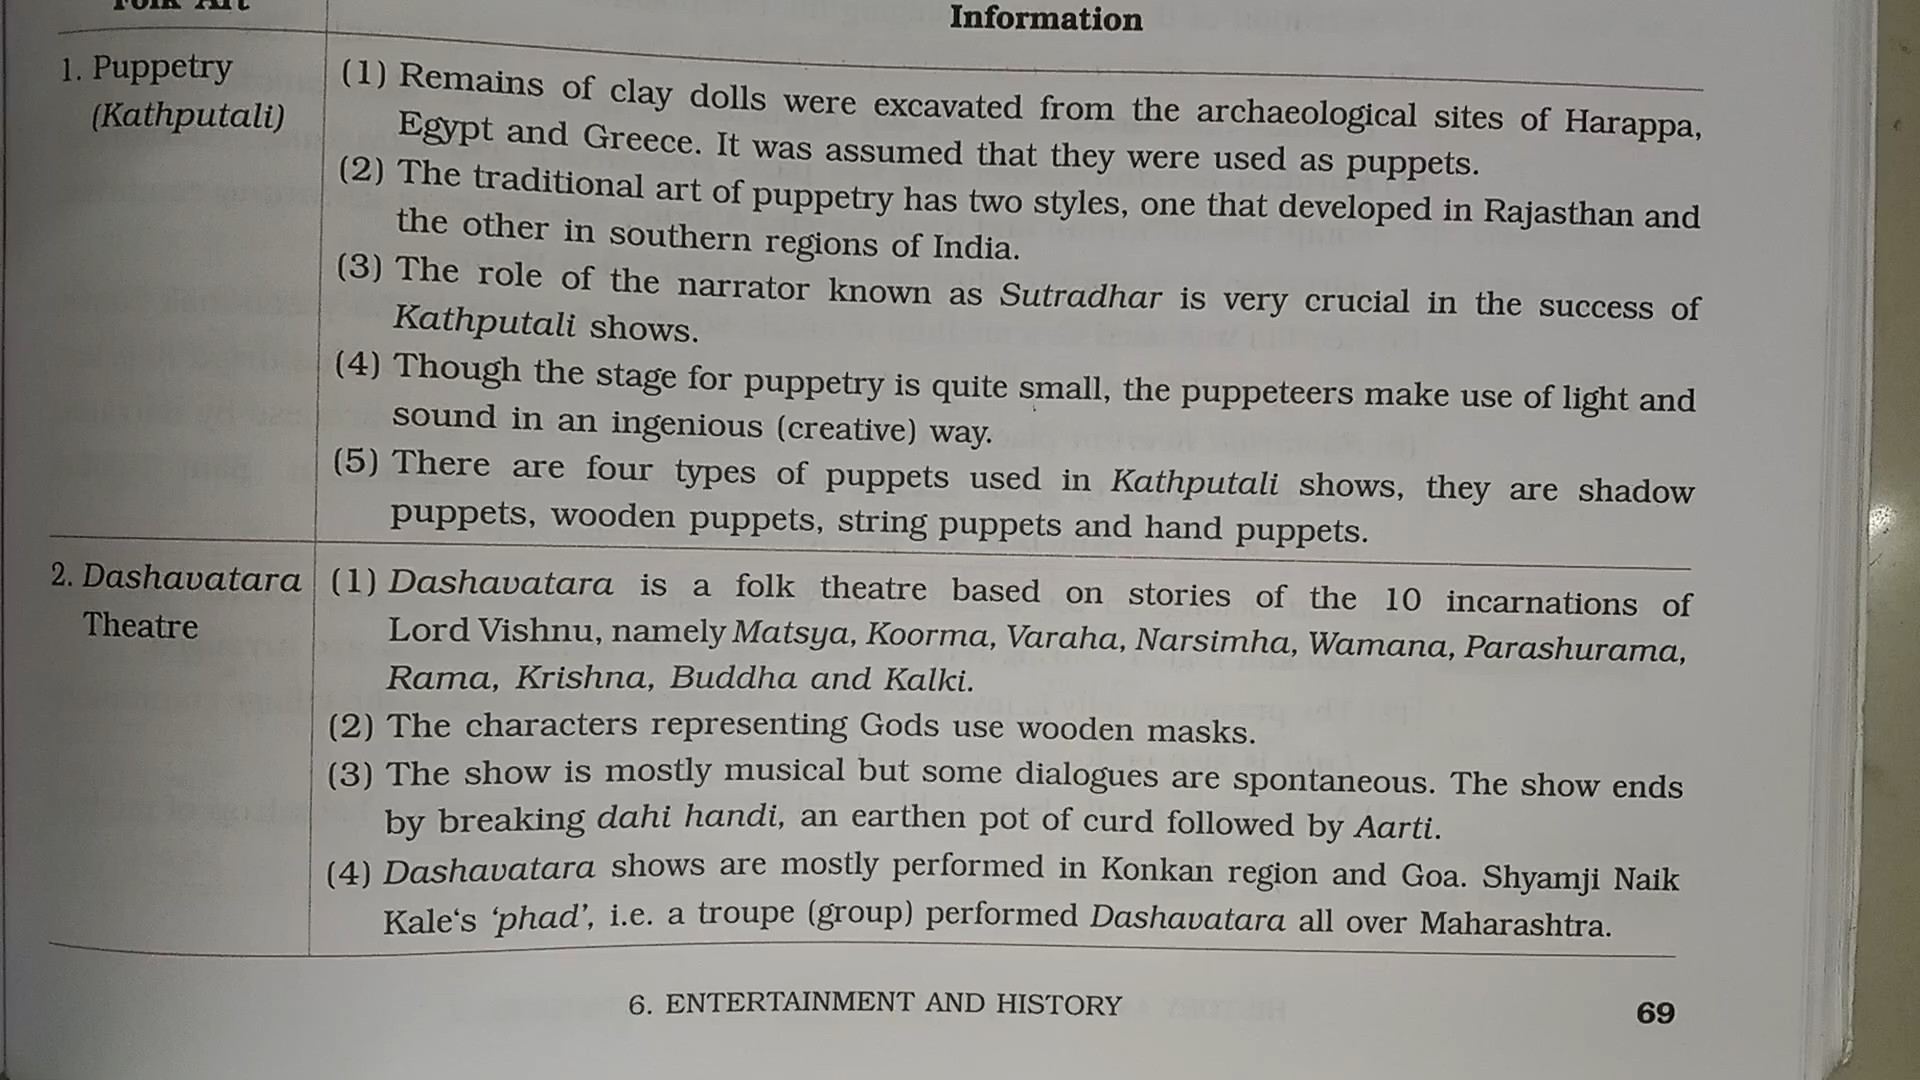 Folk Art
Information
1. Puppetry
(Kathputali)
(1) Remains of clay dolls were excavated from the archaeological sites of Harappa,
Egypt and Greece. It was assumed that they were used as puppets.
(2) The traditional art of puppetry has two styles, one that developed in Rajasthan and
the other in southern regions of India.
(3) The role of the narrator known as Sutradhar is very crucial in the success of
Kathputali shows.
(4) Though the stage for puppetry is quite small, the puppeteers make use of light and
sound in an ingenious (creative) way.
(5) There are four types of puppets used in Kathputali shows, they are shadow
puppets, wooden puppets, string puppets and hand puppets.
2. Dashavatara
Theatre
(1) Dashavatara is a folk theatre based on stories of the 10 incarnations of
Lord Vishnu, namely Matsya, Koorma, Varaha, Narsimha, Wamana, Parashurama,
Rama, Krishna, Buddha and Kalki.
(2) The characters representing Gods use wooden masks.
(3) The show is mostly musical but some dialogues are spontaneous. The show ends
by breaking dahi handi, an earthen pot of curd followed by Aarti.
(4) Dashavatara shows are mostly performed in Konkan region and Goa. Shyamji Naik
Kale‘s ‘phad’, i.e. a troupe (group) performed Dashavatara all over Maharashtra.
6. ENTERTAINMENT AND HISTORY
69